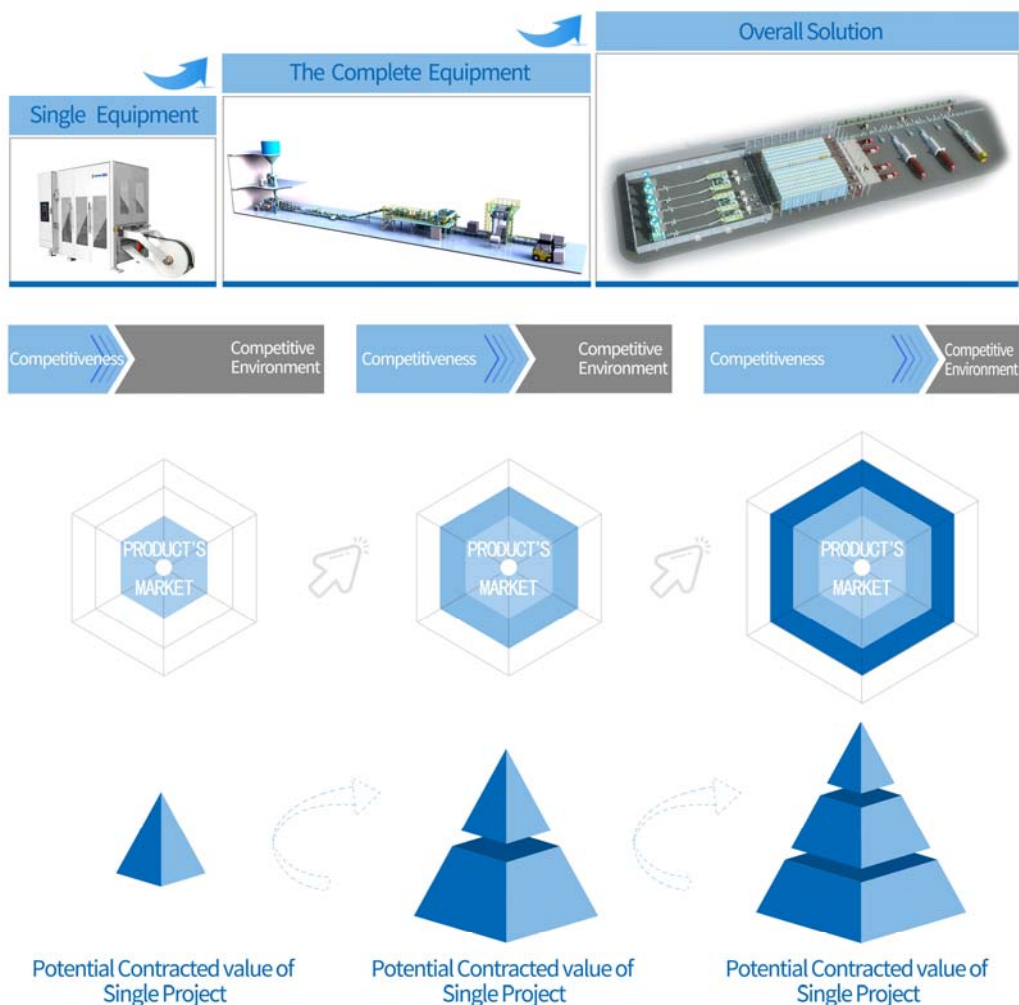 Single Equipment
The Complete Equipment
Overall Solution
Competitiveness
Competitive
Environment
Competitiveness
Competitive
Environment
Competitiveness
Competitive
Environment
PRODUCT'S
MARKET
PRODUCT'S
MARKET
PRODUCT'S
MARKET
Potential Contracted value of
Single Project
Potential Contracted value of
Single Project
Potential Contracted value of
Single Project